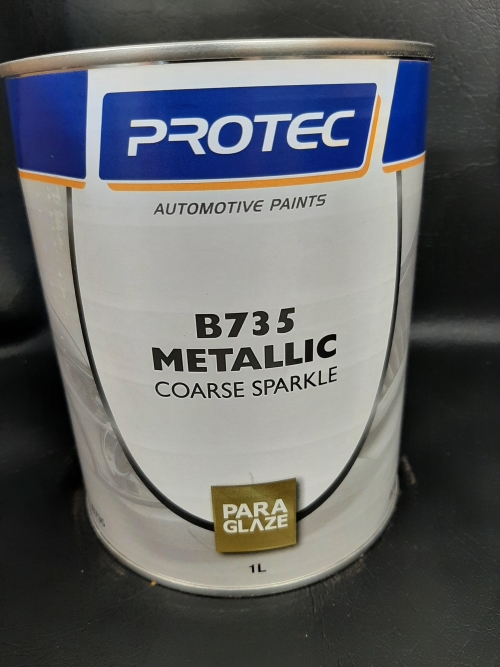 PROTEC
AUTOMOTIVE PAINTS
B735
METALLIC
COARSE SPARKLE
PARA
GLAZE
1L